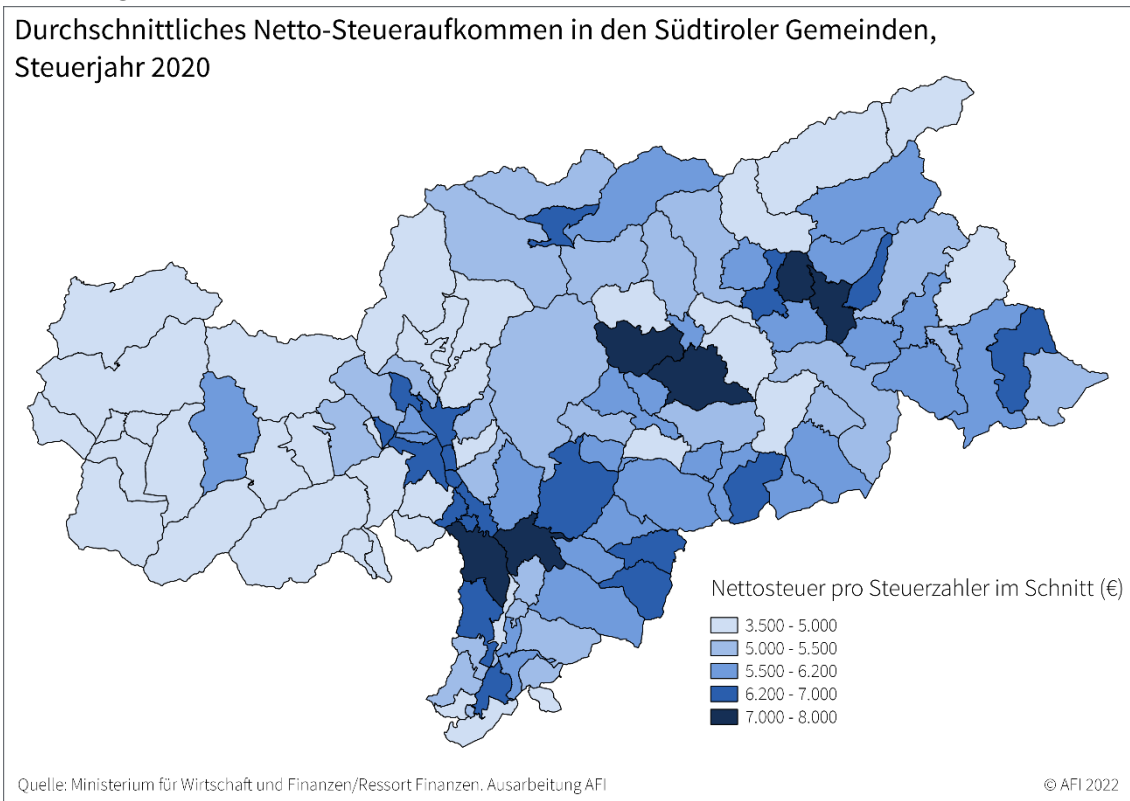 Durchschnittliches Netto-Steueraufkommen in den Südtiroler Gemeinden,
Steuerjahr 2020
Nettosteuer pro Steuerzahler im Schnitt (€)
3.500 - 5.000
5.000 - 5.500
5.500 - 6.200
6.200 - 7.000
7.000 - 8.000
Quelle: Ministerium für Wirtschaft und Finanzen/Ressort Finanzen. Ausarbeitung AFI
© AFI 2022